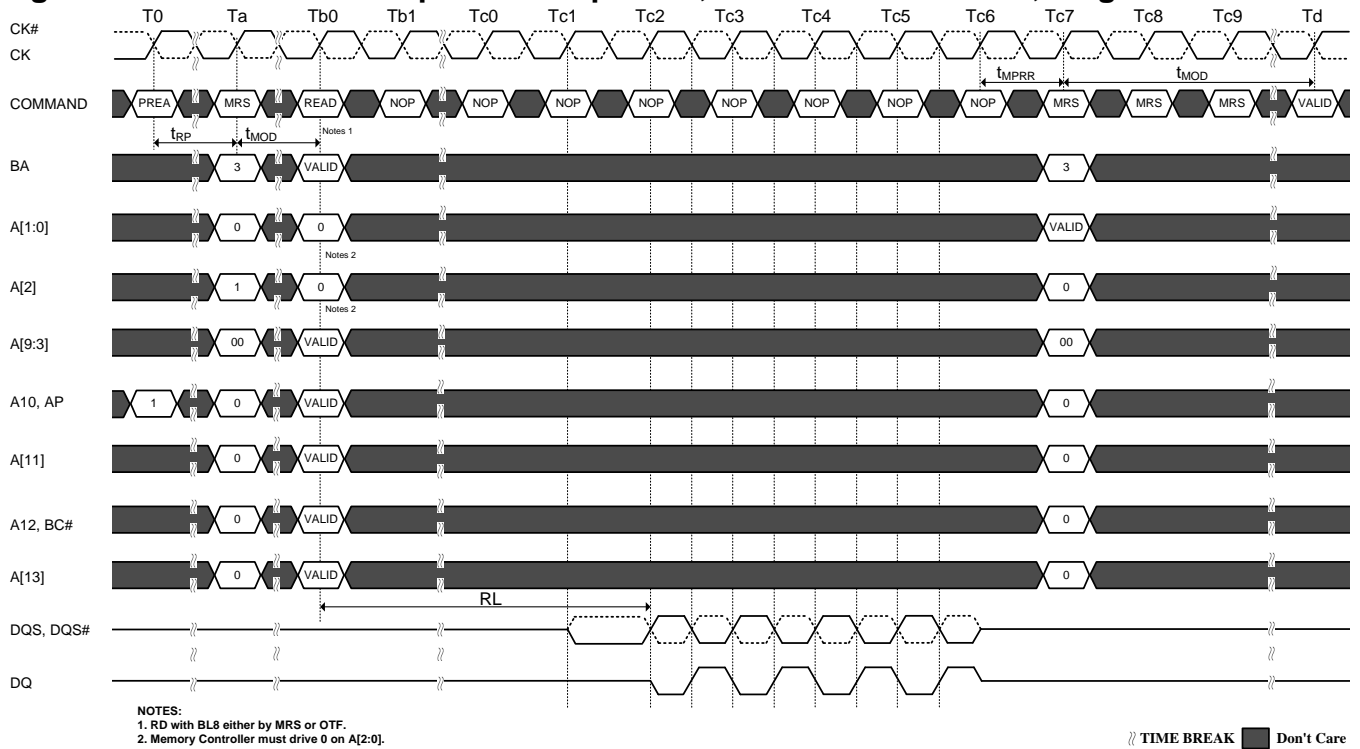 T0 Ta Tb0 Tb1 Tc0 Tc1 Tc2 Tc3 Tc4 Tc5 Tc6 Tc7 Tc8 Tc9 Td
CK#
CK
tMPRR tMOD
COMMAND PREA MRS READ NOP NOP NOP NOP NOP NOP NOP NOP MRS MRS MRS VALID
tRP tMOD Notes 1
BA 3 VALID 3
A[1:0] 0 0 VALID
Notes 2
A[2] 1 0 0
Notes 2
A[9:3] 00 VALID 00
A10, AP 1 0 VALID 0
A[11] 0 VALID 0
A12, BC# 0 VALID 0
A[13] 0 VALID 0
RL
DQS, DQS#
DQ
NOTES:
1. RD with BL8 either by MRS or OTF.
2. Memory Controller must drive 0 on A[2:0].
TIME BREAK Don't Care